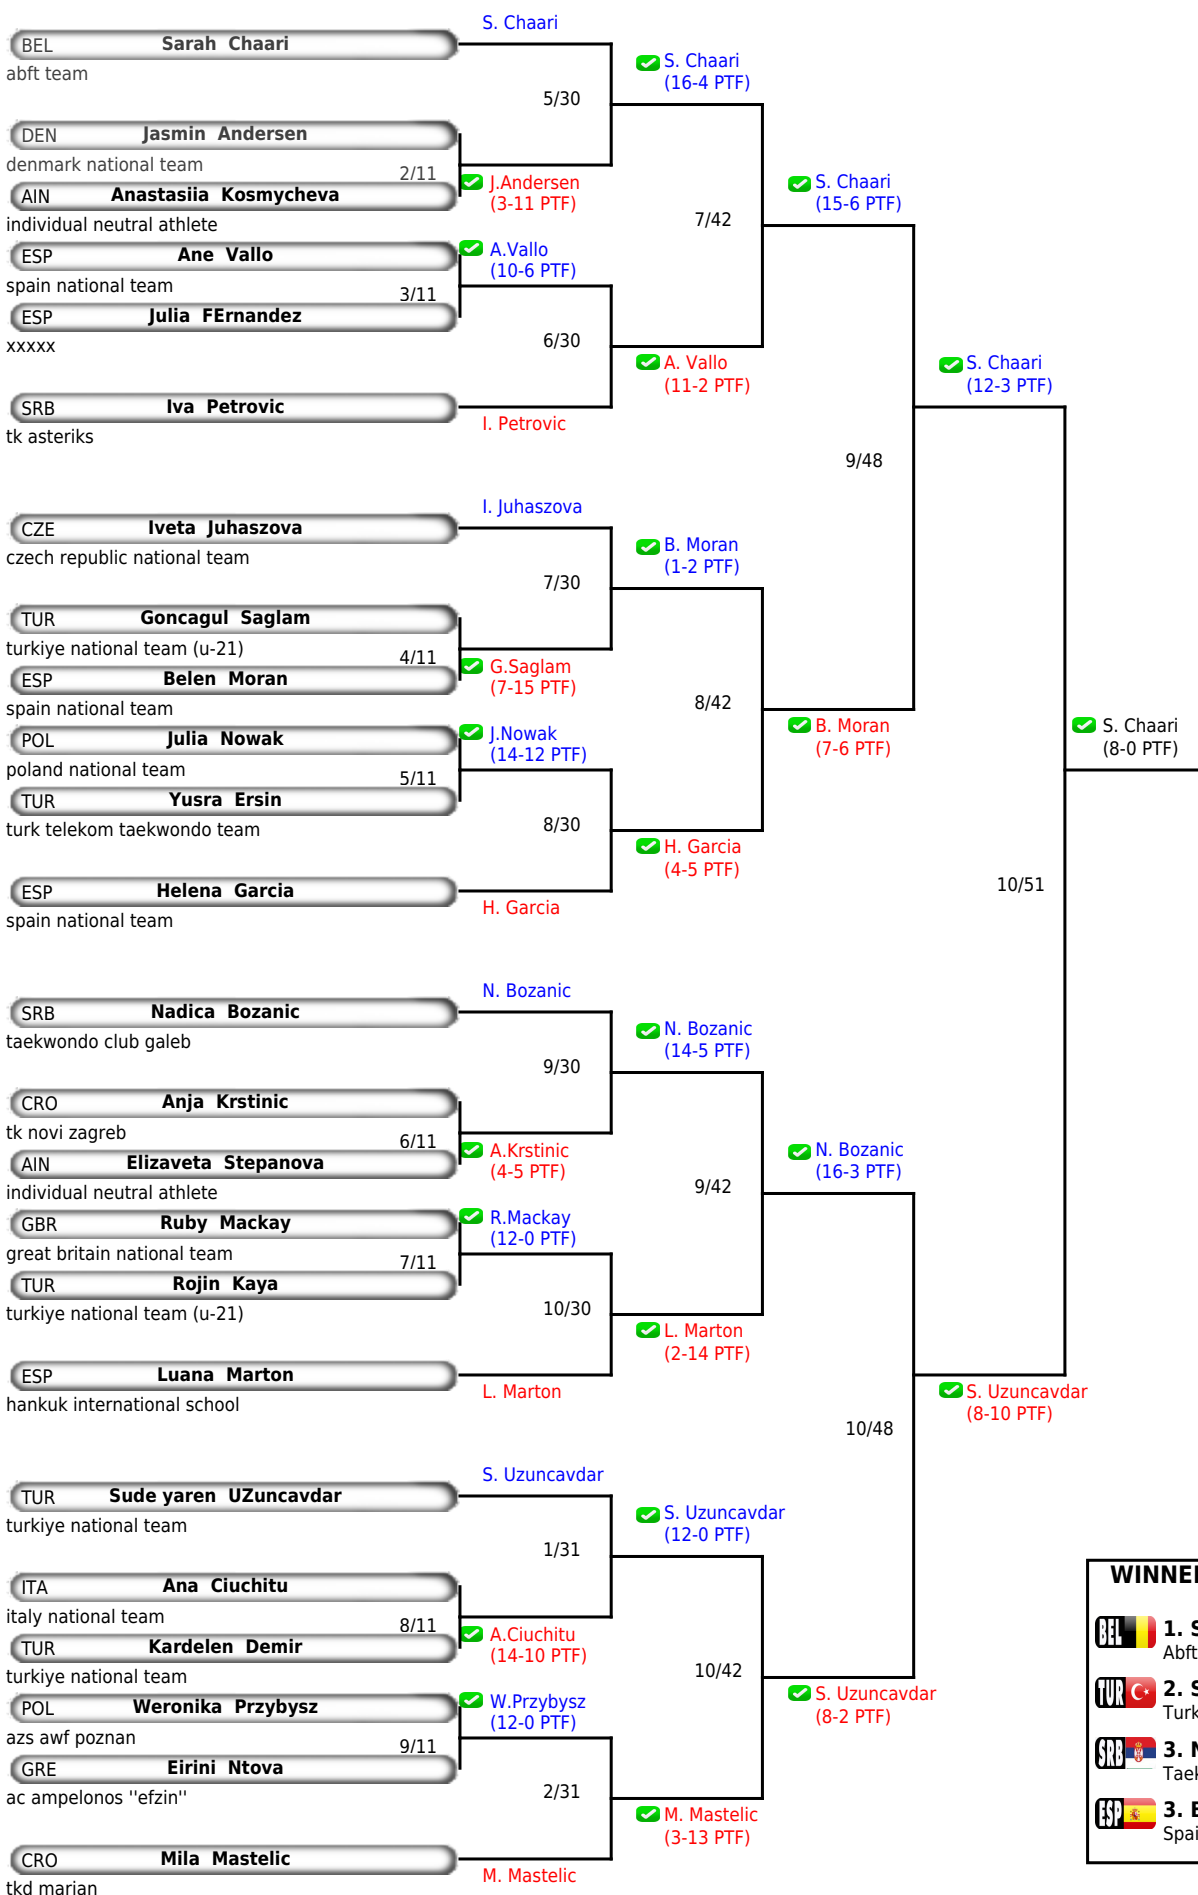 S. Chaari
BEL Sarah Chaari
abft team
5/30
S. Chaari
(16-4 PTF)
DEN Jasmin Andersen
denmark national team
2/11
J.Andersen
(3-11 PTF)
AIN Anastasiia Kosmycheva
individual neutral athlete
7/42
S. Chaari
(15-6 PTF)
ESP Ane Vallo
spain national team
A.Vallo
(10-6 PTF)
3/11
ESP Julia FErnandez
xxxxx
6/30
A. Vallo
(11-2 PTF)
SRB Iva Petrovic
tk asteriks
I. Petrovic
S. Chaari
(12-3 PTF)
9/48
I. Juhaszova
CZE Iveta Juhaszova
czech republic national team
7/30
B. Moran
(1-2 PTF)
TUR Goncagul Saglam
turkiye national team (u-21)
4/11
G.Saglam
(7-15 PTF)
ESP Belen Moran
spain national team
8/42
B. Moran
(7-6 PTF)
POL Julia Nowak
poland national team
J.Nowak
(14-12 PTF)
5/11
TUR Yusra Ersin
turk telekom taekwondo team
8/30
H. Garcia
(4-5 PTF)
ESP Helena Garcia
spain national team
H. Garcia
S. Chaari
(8-0 PTF)
10/51
N. Bozanic
SRB Nadica Bozanic
taekwondo club galeb
9/30
N. Bozanic
(14-5 PTF)
CRO Anja Krstinic
tk novi zagreb
6/11
A.Krstinic
(4-5 PTF)
AIN Elizaveta Stepanova
individual neutral athlete
9/42
N. Bozanic
(16-3 PTF)
GBR Ruby Mackay
great britain national team
R.Mackay
(12-0 PTF)
7/11
TUR Rojin Kaya
turkiye national team (u-21)
10/30
L. Marton
(2-14 PTF)
ESP Luana Marton
hankuk international school
L. Marton
S. Uzuncavdar
(8-10 PTF)
10/48
S. Uzuncavdar
TUR Sude yaren UZuncavdar
turkiye national team
1/31
S. Uzuncavdar
(12-0 PTF)
ITA Ana Ciuchitu
italy national team
8/11
A.Ciuchitu
(14-10 PTF)
TUR Kardelen Demir
turkiye national team
10/42
S. Uzuncavdar
(8-2 PTF)
POL Weronika Przybysz
azs awf poznan
W.Przybysz
(12-0 PTF)
9/11
GRE Eirini Ntova
ac ampelonos ''efzin''
2/31
M. Mastelic
(3-13 PTF)
CRO Mila Mastelic
tkd marian
M. Mastelic
WINNE
BEL 1. S
Abft
TUR 2. S
Turk
SRB 3. N
Taek
ESP 3. B
Spai